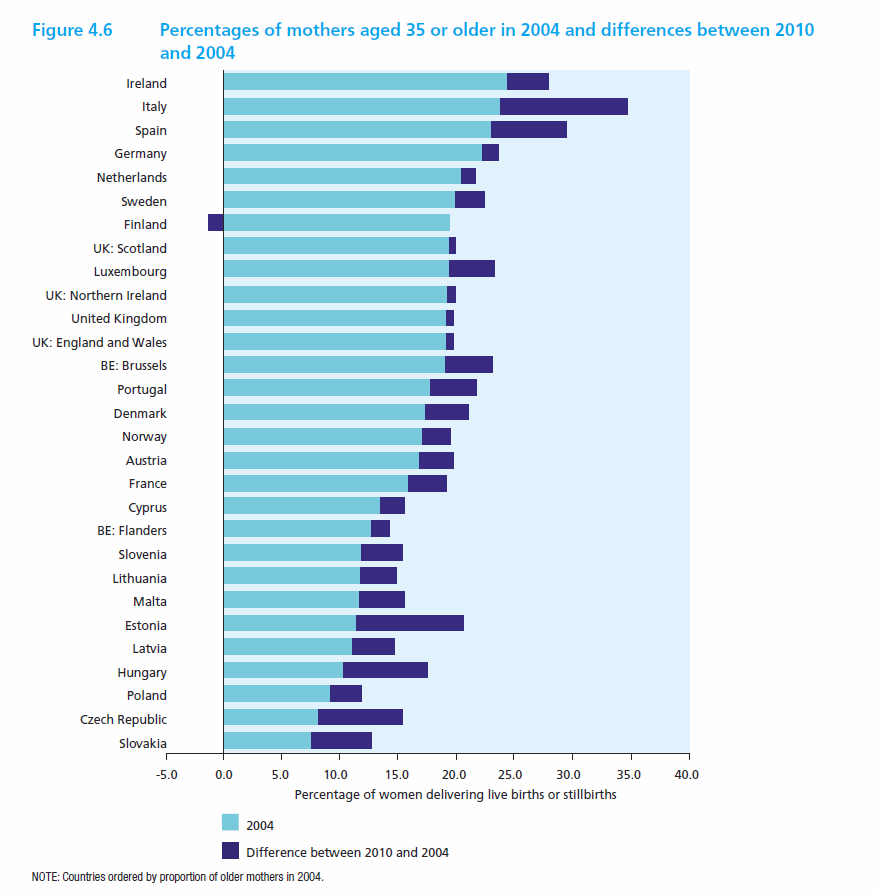 Figure 4.6 Percentages of mothers aged 35 or older in 2004 and differences between 2010
and 2004
Ireland
Italy
Spain
Germany
Netherlands
Sweden
Finland
UK: Scotland
Luxembourg
UK: Northern Ireland
United Kingdom
UK: England and Wales
BE: Brussels
Portugal
Denmark
Norway
Austria
France
Cyprus
BE: Flanders
Slovenia
Lithuania
Malta
Estonia
Latvia
Hungary
Poland
Czech Republic
Slovakia
-5.0 0.0 5.0 10.0 15.0 20.0 25.0 30.0 35.0 40.0
Percentage of women delivering live births or stillbirths
2004
Difference between 2010 and 2004
NOTE: Countries ordered by proportion of older mothers in 2004.